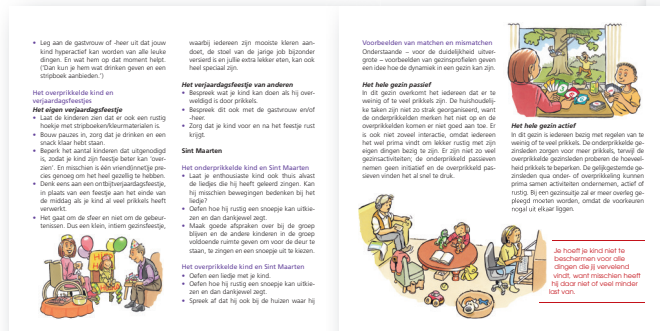 • Leg aan de gastvrouw of -heer uit dat jouw
kind hyperactief kan worden van alle leuke
dingen. En wat hem op dat moment helpt.
('Dan kun je hem wat drinken geven en een
stripboek aanbieden.')
Het overprikkelde kind en
verjaardagsfeestjes
Het eigen verjaardagsfeestje
• Laat de kinderen zien dat er ook een rustig
hoekje met stripboeken/kleurmaterialen is.
• Bouw pauzes in, zorg dat je drinken en een
snack klaar hebt staan.
• Beperk het aantal kinderen dat uitgenodigd
is, zodat je kind zijn feestje beter kan 'over-
zien'. En misschien is één vriend(inne)tje pre-
cies genoeg om het heel gezellig te hebben.
• Denk eens aan een ontbijtverjaardagsfeestje,
in plaats van een feestje aan het einde van
de middag als je kind al veel prikkels heeft
verwerkt.
• Het gaat om de sfeer en niet om de gebeur-
tenissen. Dus een klein, intiem gezinsfeestje,
waarbij iedereen zijn mooiste kleren aan-
doet, de stoel van de jarige job bijzonder
versierd is en jullie extra lekker eten, kan ook
heel speciaal zijn.
Het verjaardagsfeestje van anderen
• Bespreek wat je kind kan doen als hij over-
weldigd is door prikkels.
• Bespreek dit ook met de gastvrouw en/of
-heer.
• Zorg dat je kind voor en na het feestje rust
krijgt.
Sint Maarten
Het onderprikkelde kind en Sint Maarten
• Laat je enthousiaste kind ook thuis alvast
de liedjes die hij heeft geleerd zingen. Kan
hij misschien bewegingen bedenken bij het
liedje?
• Oefen hoe hij rustig een snoepje kan uitkie-
zen en dan dankjewel zegt.
• Maak goede afspraken over bij de groep
blijven en de andere kinderen in de groep
voldoende ruimte geven om voor de deur te
staan, te zingen en een snoepje uit te kiezen.
Het overprikkelde kind en Sint Maarten
• Oefen een liedje met je kind.
• Oefen hoe hij rustig een snoepje kan uitkie-
zen en dan dankjewel zegt.
• Spreek af dat hij ook bij de huizen waar hij
Voorbeelden van matchen en mismatchen
Onderstaande – voor de duidelijkheid uitver-
grote – voorbeelden van gezinsprofielen geven
een idee hoe de dynamiek in een gezin kan zijn.
Het hele gezin passief
In dit gezin overkomt het iedereen dat er te
weinig of te veel prikkels zijn. De huishoudelij-
ke taken zijn niet zo strak georganiseerd, want
de onderprikkelden merken het niet op en de
overprikkelden komen er niet goed aan toe. Er
is ook niet zoveel interactie, omdat iedereen
het wel prima vindt om lekker rustig met zijn
eigen dingen bezig te zijn. Er zijn niet zo veel
gezinsactiviteiten; de onderprikkeld passieven
nemen geen initiatief en de overprikkeld pas-
sieven vinden het al snel te druk.
Het hele gezin actief
In dit gezin is iedereen bezig met regelen van te
weinig of te veel prikkels. De onderprikkelde ge-
zinsleden zorgen voor meer prikkels, terwijl de
overprikkelde gezinsleden proberen de hoeveel-
heid prikkels te beperken. De gelijkgestemde ge-
zinsleden qua onder- of overprikkeling kunnen
prima samen activiteiten ondernemen, actief of
rustig. Bij een gezinsuitje zal er meer overleg ge-
pleegd moeten worden, omdat de voorkeuren
nogal uit elkaar liggen.
Je hoeft je kind niet te
beschermen voor alle
dingen die jij vervelend
vindt, want misschien heeft
hij daar niet of veel minder
last van.